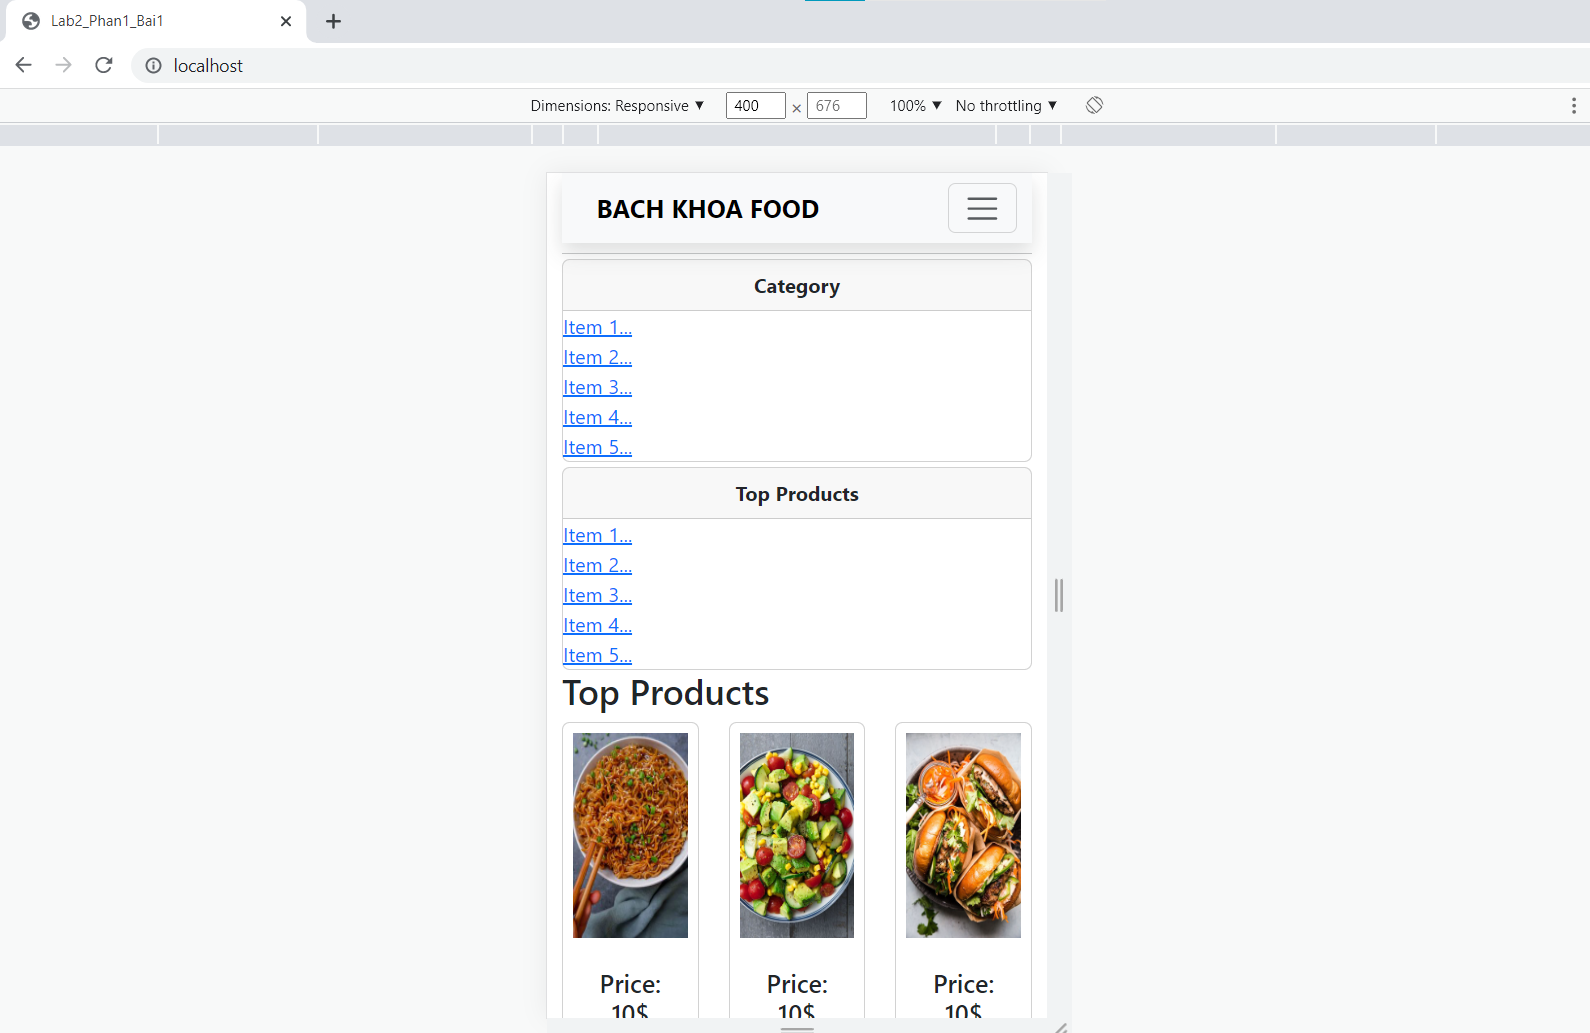 Lab2_Phan1_Bai1
localhost
Dimensions: Responsive ▼ 400 × 676 100% ▼ No throttling ▼
BACH KHOA FOOD
Category
Item 1...
Item 2...
Item 3...
Item 4...
Item 5...
Top Products
Item 1...
Item 2...
Item 3...
Item 4...
Item 5...
Top Products
Price: Price: Price:
10$ 10$ 10$